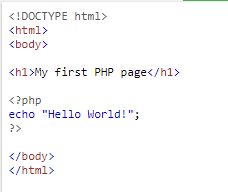 <!DOCTYPE html>
<html>
<body>
<h1>My first PHP page</h1>
<?php
echo "Hello World!";
?>
</body>
</html>